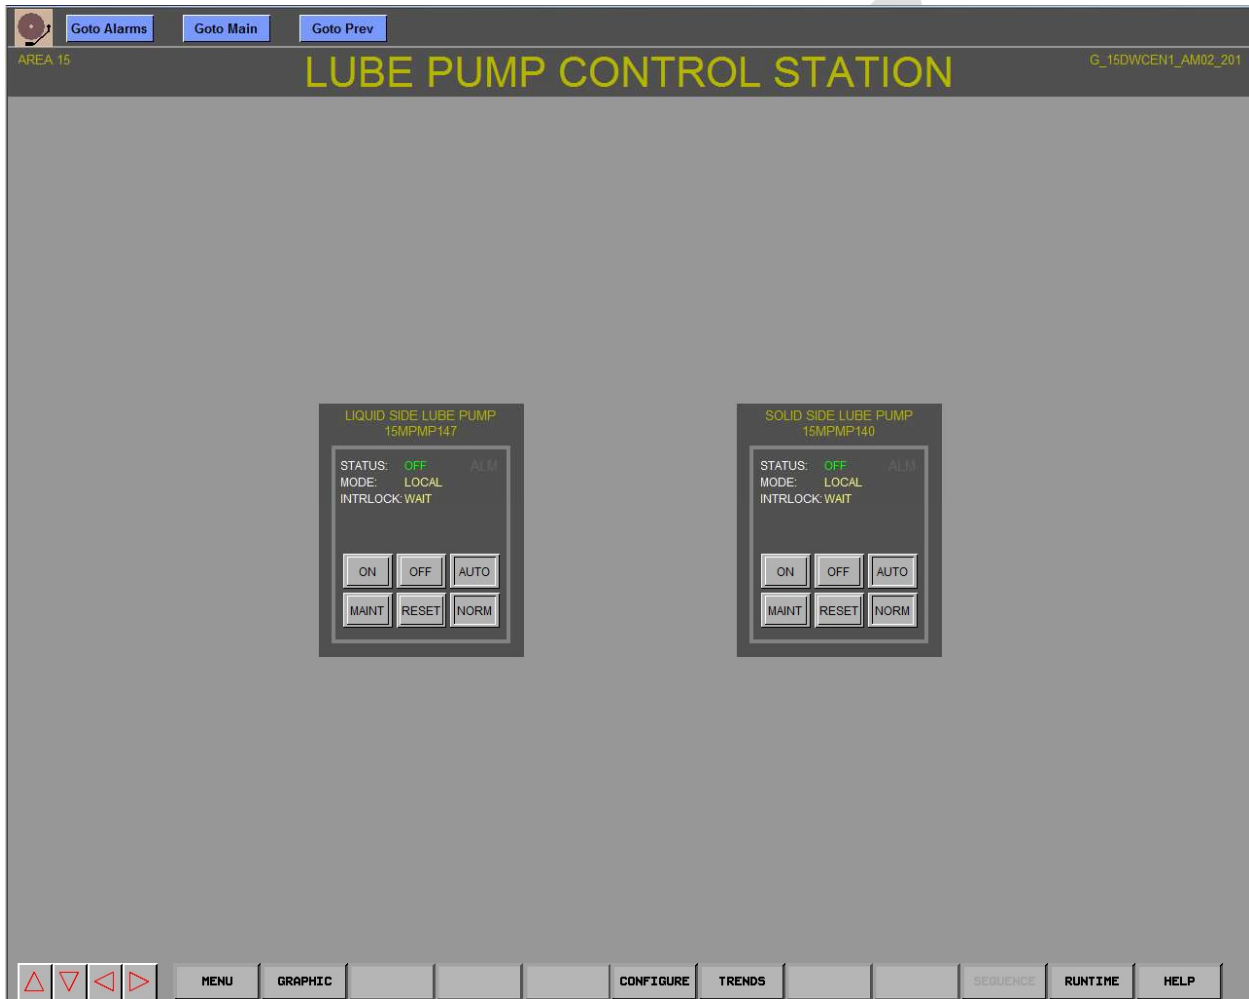 Goto Alarms Goto Main Goto Prev
AREA 15 LUBE PUMP CONTROL STATION G_15DWCEN1_AM02_201
LIQUID SIDE LUBE PUMP
15MPMP147
STATUS: OFF ALM
MODE: LOCAL
INTRLOCK: WAIT
ON OFF AUTO
MAINT RESET NORM
SOLID SIDE LUBE PUMP
15MPMP140
STATUS: OFF ALM
MODE: LOCAL
INTRLOCK: WAIT
ON OFF AUTO
MAINT RESET NORM
MENU GRAPHIC CONFIGURE TRENDS SEQUENCE RUNTIME HELP